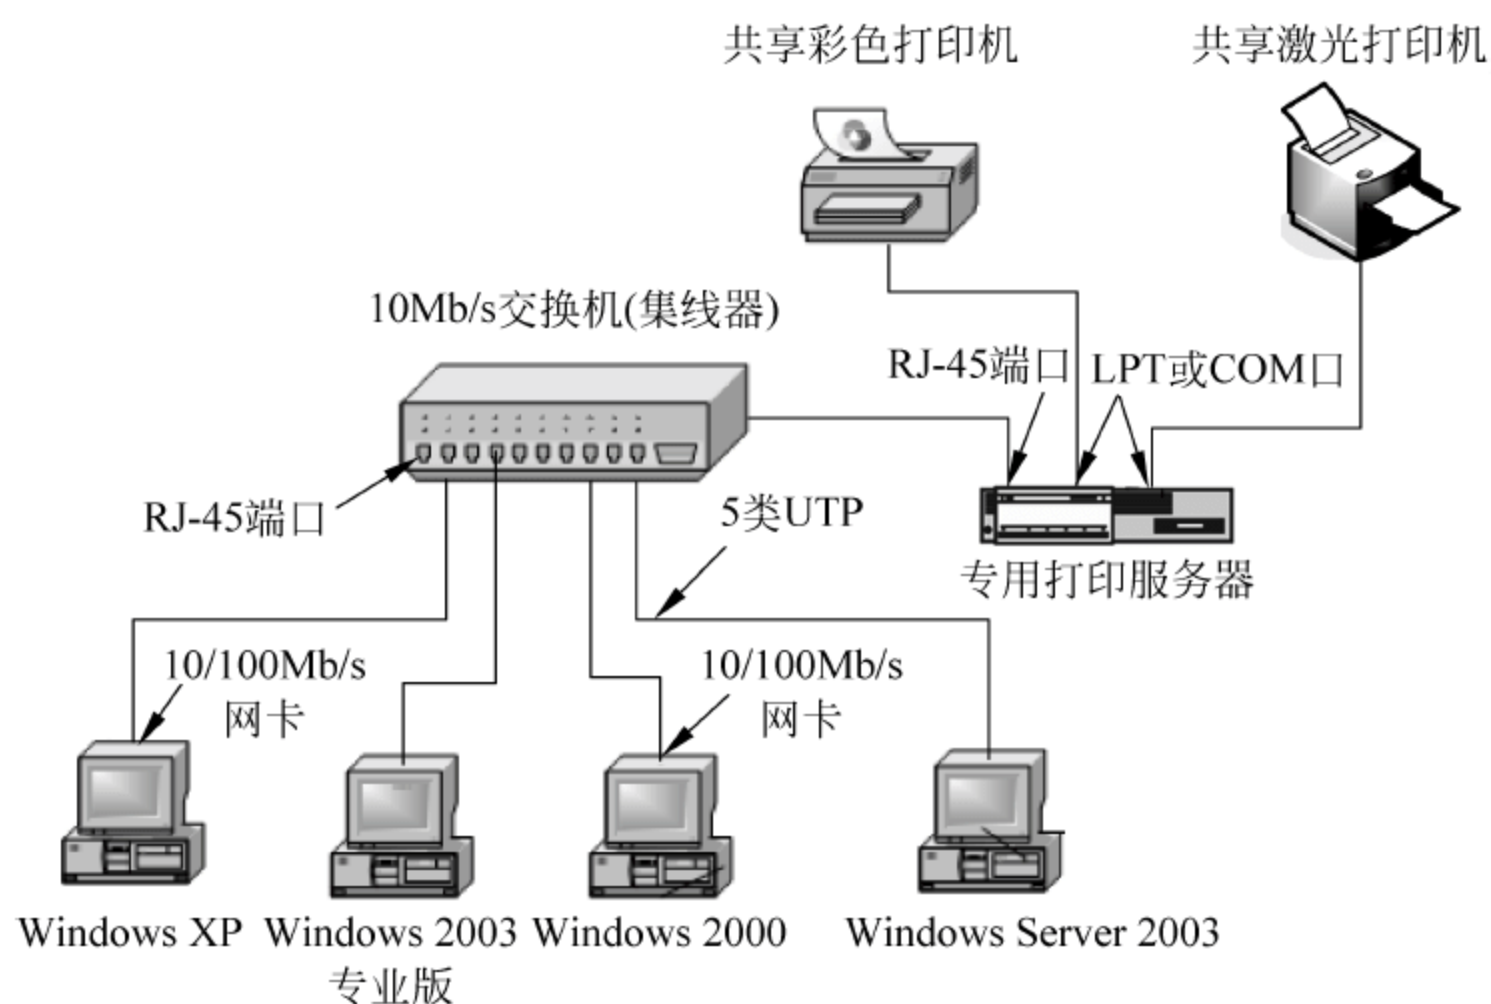 共享彩色打印机
共享激光打印机
10Mb/s交换机(集线器)
RJ-45端口
LPT或COM口
RJ-45端口
5类UTP
专用打印服务器
10/100Mb/s
网卡
10/100Mb/s
网卡
Windows XP
Windows 2003
专业版
Windows 2000
Windows Server 2003